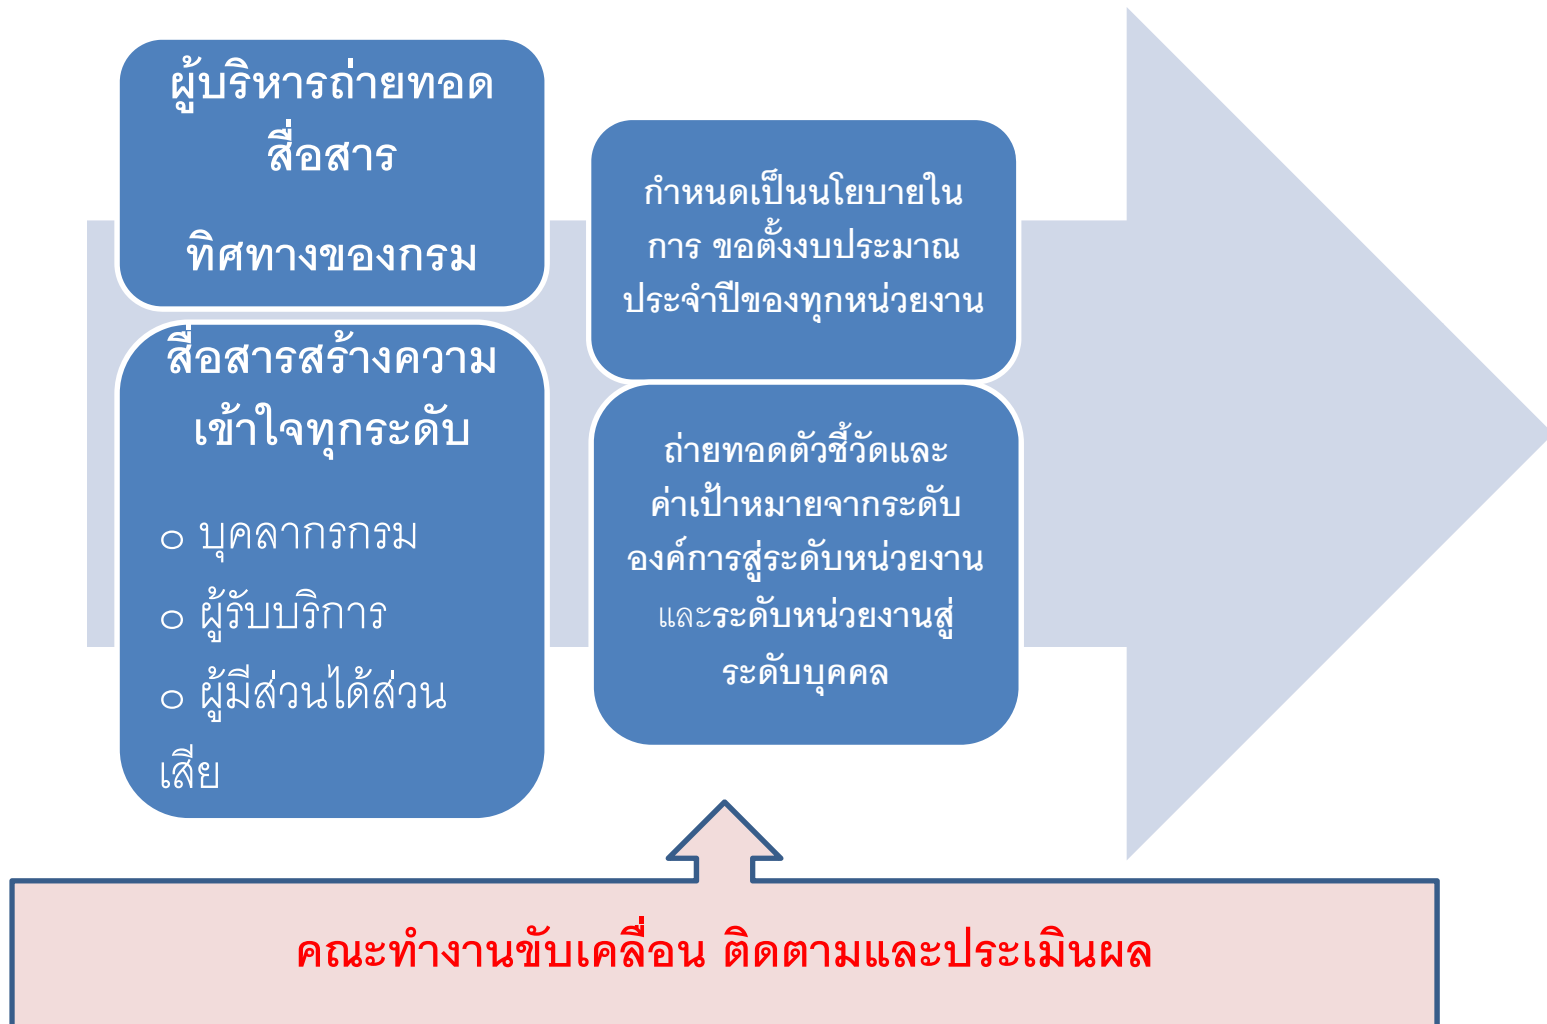 ผู้บริหารถ่ายทอด
สื่อสาร
ทิศทางของกรม
สื่อสารสร้างความ
เข้าใจทุกระดับ
o บุคลากรกรม
o ผู้รับบริการ
o ผู้มีส่วนได้ส่วน
เสีย
กำหนดเป็นนโยบายใน
การ ขอตั้งงบประมาณ
ประจำปีของทุกหน่วยงาน
ถ่ายทอดตัวชี้วัดและ
ค่าเป้าหมายจากระดับ
องค์การสู่ระดับหน่วยงาน
และระดับหน่วยงานสู่
ระดับบุคคล
คณะทำงานขับเคลื่อน ติดตามและประเมินผล